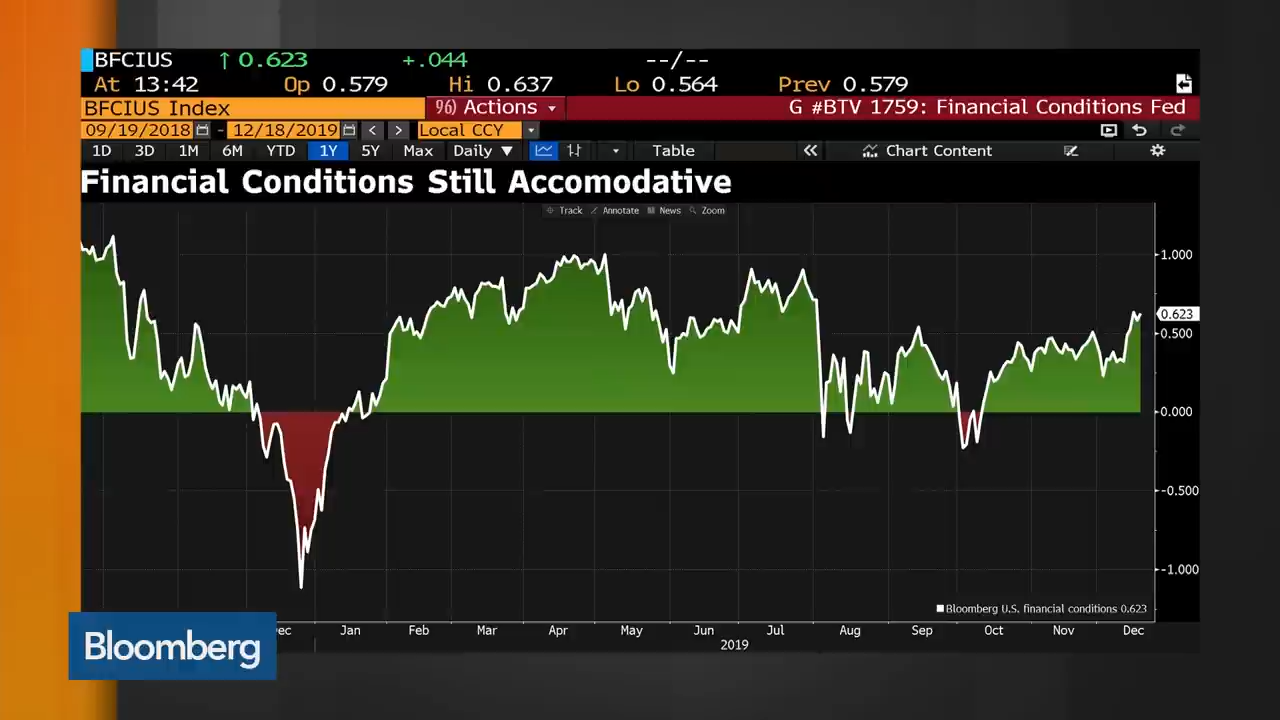 BFCIUS ↑ 0.623 +.044 --/--
At 13:42 Op 0.579 Hi 0.637 Lo 0.564 Prev 0.579
BFCIUS Index 96) Actions G #BTV 1759: Financial Conditions Fed
09/19/2018 - 12/18/2019 < > Local CCY
1D 3D 1M 6M YTD 1Y 5Y Max Daily ▼ Table « Chart Content
Financial Conditions Still Accomodative
Track Annotate News Zoom
1.000
0.623
0.500
0.000
-0.500
-1.000
Bloomberg U.S. financial conditions 0.623
Jan Feb Mar Apr May Jun Jul Aug Sep Oct Nov Dec
2019
Bloomberg